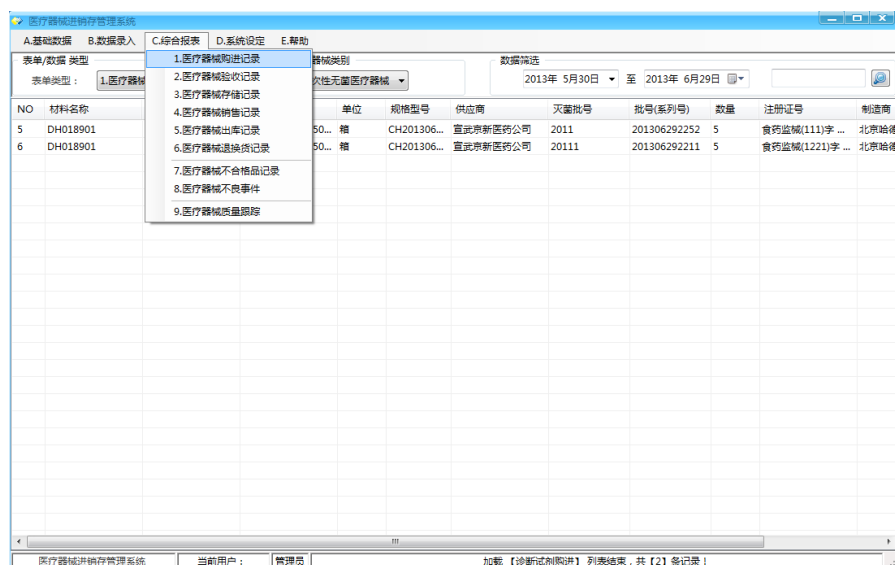 医疗器械进销存管理系统
A.基础数据 B.数据录入 C.综合报表 D.系统设定 E.帮助
表单/数据 类型 器械类别 数据筛选
表单类型： 1.医疗器械 次性无菌医疗器械 2013年 5月30日 至 2013年 6月29日
1.医疗器械购进记录
2.医疗器械验收记录
3.医疗器械存储记录
4.医疗器械销售记录
5.医疗器械出库记录
6.医疗器械退换货记录
7.医疗器械不合格品记录
8.医疗器械不良事件
9.医疗器械质量跟踪
NO 材料名称 单位 规格型号 供应商 灭菌批号 批号(系列号) 数量 注册证号 制造商
5 DH018901 50... 箱 CH201306... 宣武京新医药公司 2011 201306292252 5 食药监械(111)字 ... 北京哈德
6 DH018901 50... 箱 CH201306... 宣武京新医药公司 20111 201306292211 5 食药监械(1221)字 ... 北京哈德
医疗器械进销存管理系统 当前用户： 管理员 加载 【诊断试剂购进】 列表结束，共【2】条记录！